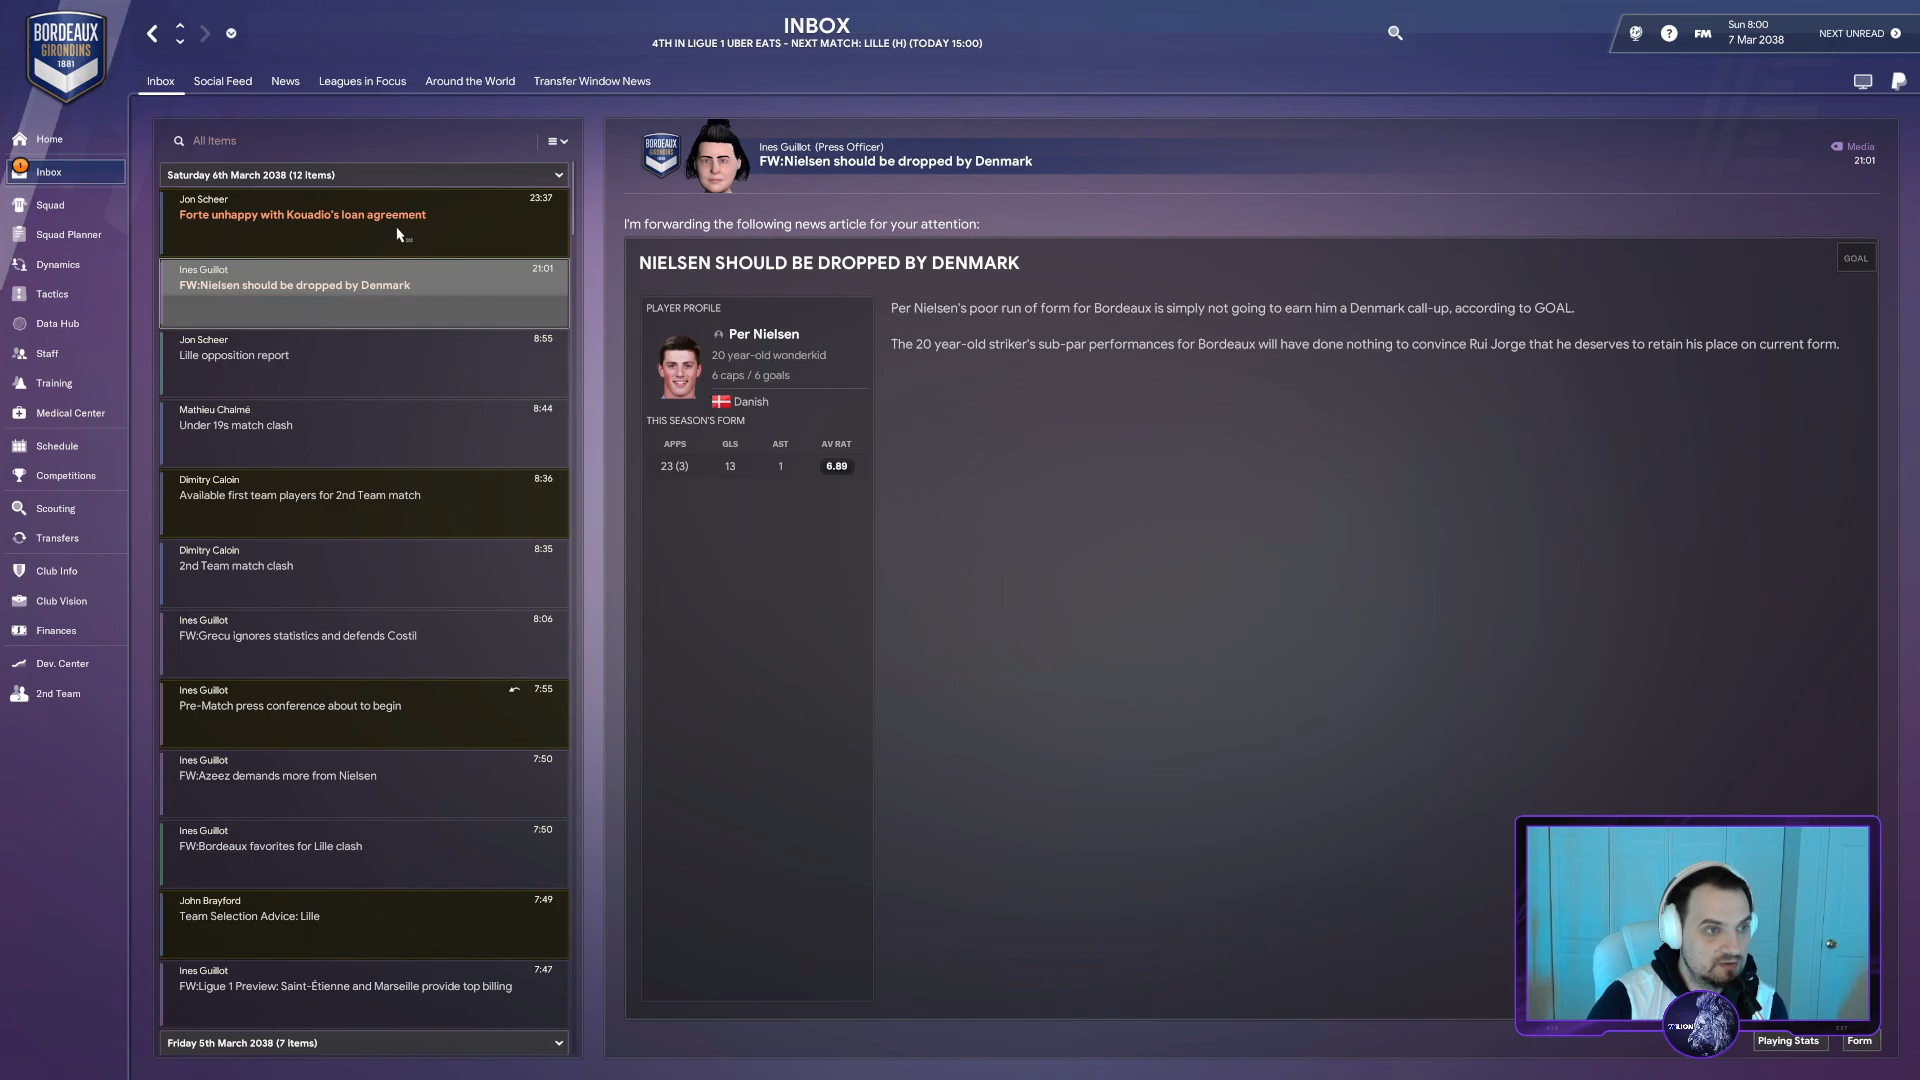 BORDEAUX
GIRONDINS
1881
INBOX
4TH IN LIGUE 1 UBER EATS - NEXT MATCH: LILLE (H) (TODAY 15:00)
?
FM
Sun 8:00
7 Mar 2038
NEXT UNREAD
Inbox
Social Feed
News
Leagues in Focus
Around the World
Transfer Window News
Home
1
Inbox
Squad
Squad Planner
Dynamics
Tactics
Data Hub
Staff
Training
Medical Center
Schedule
Competitions
Scouting
Transfers
Club Info
Club Vision
Finances
Dev. Center
2nd Team
All Items
Saturday 6th March 2038 (12 items)
Jon Scheer 23:37
Forte unhappy with Kouadio's loan agreement
Ines Guillot 21:01
FW:Nielsen should be dropped by Denmark
Jon Scheer 8:55
Lille opposition report
Mathieu Chalmé 8:44
Under 19s match clash
Dimitry Caloin 8:36
Available first team players for 2nd Team match
Dimitry Caloin 8:35
2nd Team match clash
Ines Guillot 8:06
FW:Grecu ignores statistics and defends Costil
Ines Guillot 7:55
Pre-Match press conference about to begin
Ines Guillot 7:50
FW:Azeez demands more from Nielsen
Ines Guillot 7:50
FW:Bordeaux favorites for Lille clash
John Brayford 7:49
Team Selection Advice: Lille
Ines Guillot 7:47
FW:Ligue 1 Preview: Saint-Étienne and Marseille provide top billing
Friday 5th March 2038 (7 items)
BORDEAUX
Ines Guillot (Press Officer)
FW:Nielsen should be dropped by Denmark
Media
21:01
I'm forwarding the following news article for your attention:
NIELSEN SHOULD BE DROPPED BY DENMARK
GOAL
PLAYER PROFILE
Per Nielsen
20 year-old wonderkid
6 caps / 6 goals
Danish
THIS SEASON'S FORM
APPS GLS AST AV RAT
23 (3) 13 1 6.89
Per Nielsen's poor run of form for Bordeaux is simply not going to earn him a Denmark call-up, according to GOAL.
The 20 year-old striker's sub-par performances for Bordeaux will have done nothing to convince Rui Jorge that he deserves to retain his place on current form.
Playing Stats
Form